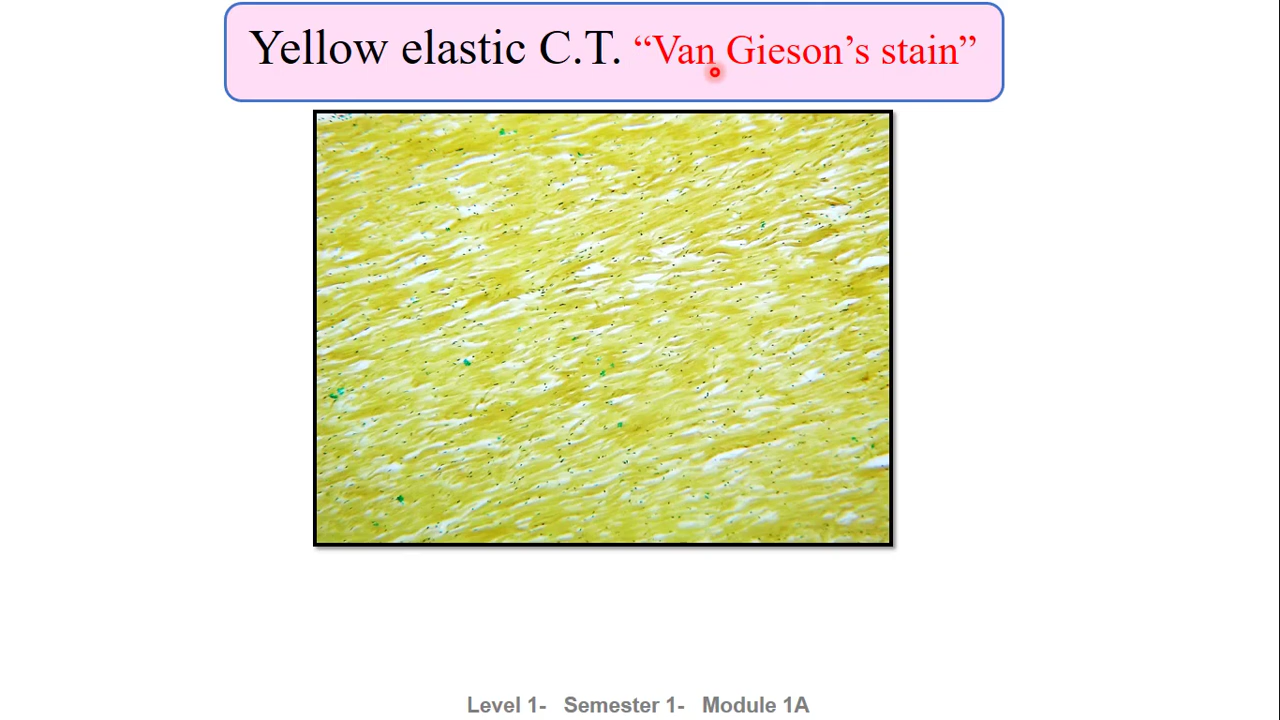 Yellow elastic C.T. “Van Gieson’s stain”
Level 1-   Semester 1-   Module 1A